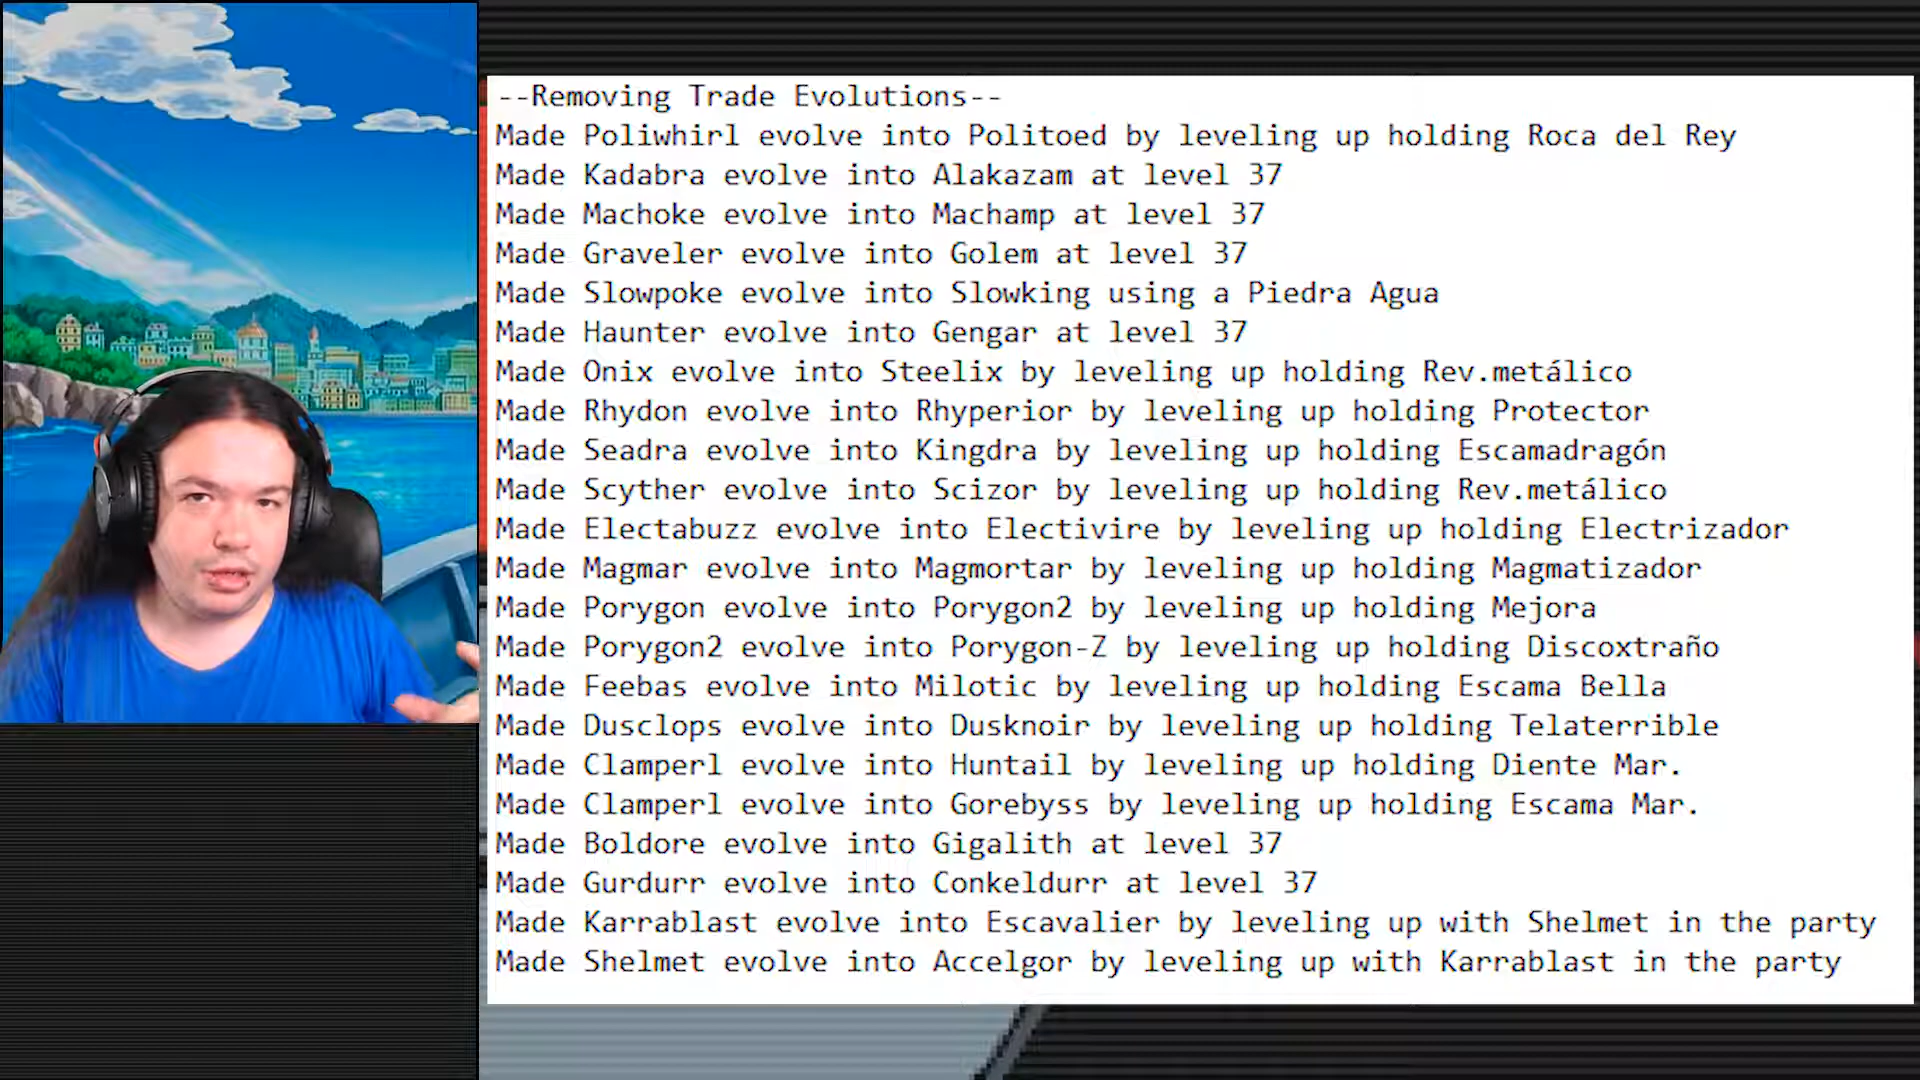 --Removing Trade Evolutions--
Made Poliwhirl evolve into Politoed by leveling up holding Roca del Rey
Made Kadabra evolve into Alakazam at level 37
Made Machoke evolve into Machamp at level 37
Made Graveler evolve into Golem at level 37
Made Slowpoke evolve into Slowking using a Piedra Agua
Made Haunter evolve into Gengar at level 37
Made Onix evolve into Steelix by leveling up holding Rev.metálico
Made Rhydon evolve into Rhyperior by leveling up holding Protector
Made Seadra evolve into Kingdra by leveling up holding Escamadragón
Made Scyther evolve into Scizor by leveling up holding Rev.metálico
Made Electabuzz evolve into Electivire by leveling up holding Electrizador
Made Magmar evolve into Magmortar by leveling up holding Magmatizador
Made Porygon evolve into Porygon2 by leveling up holding Mejora
Made Porygon2 evolve into Porygon-Z by leveling up holding Discoxtraño
Made Feebas evolve into Milotic by leveling up holding Escama Bella
Made Dusclops evolve into Dusknoir by leveling up holding Telaterrible
Made Clamperl evolve into Huntail by leveling up holding Diente Mar.
Made Clamperl evolve into Gorebyss by leveling up holding Escama Mar.
Made Boldore evolve into Gigalith at level 37
Made Gurdurr evolve into Conkeldurr at level 37
Made Karrablast evolve into Escavalier by leveling up with Shelmet in the party
Made Shelmet evolve into Accelgor by leveling up with Karrablast in the party